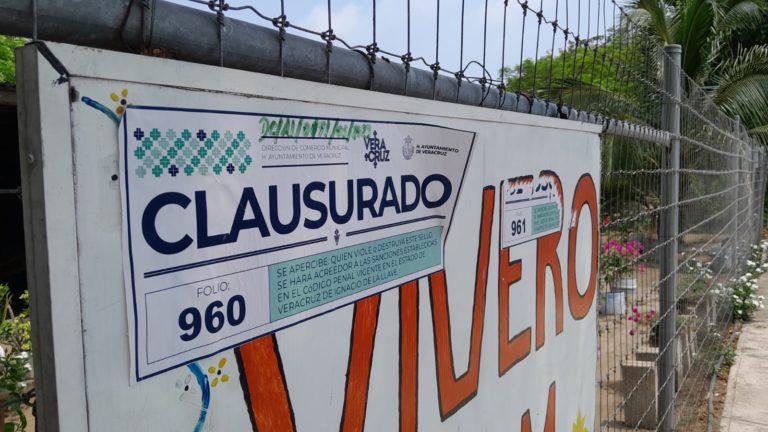 DIRECCIÓN DE COMERCIO MUNICIPAL
H. AYUNTAMIENTO DE VERACRUZ
VERA
CRUZ
H. AYUNTAMIENTO
DE VERACRUZ
CLAUSURADO
SE APERCIBE: QUIEN VIOLE Ó DESTRUYA ESTE SELLO
SE HARÁ ACREEDOR A LAS SANCIONES ESTABLECIDAS
EN EL CÓDIGO PENAL VIGENTE EN EL ESTADO DE
VERACRUZ DE IGNACIO DE LA LLAVE.
FOLIO:
960
961
VIVERO